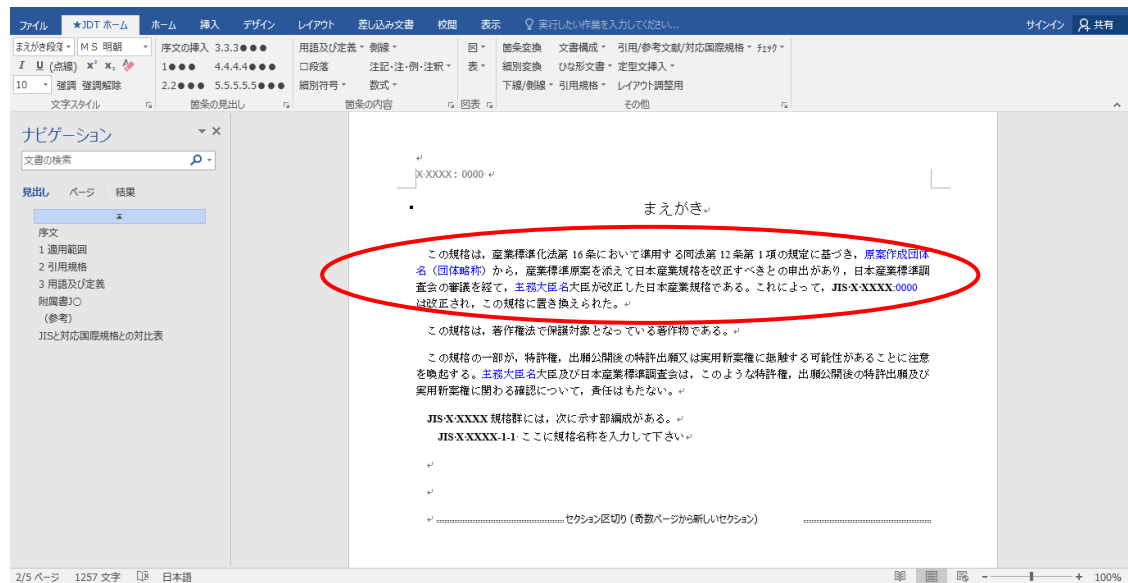 ファイル ★JDT ホーム ホーム 挿入 デザイン レイアウト 差し込み文書 校閲 表示 実行したい作業を入力してください... サインイン 共有
まえがき段落 ＭＳ 明朝 序文の挿入 3.3.3●●● 用語及び定義 側線 図 箇条変換 文書構成 引用/参考文献/対応国際規格 ﾁｪｯｸ
I U (点線) x² x₂ 1●●● 4.4.4.4●●● □段落 注記・注・例・注釈 表 細別変換 ひな形文書 定型文挿入
10 強調 強調解除 2.2●●● 5.5.5.5.5●●● 細別符号 数式 下線/側線 引用規格 レイアウト調整用
文字スタイル 箇条の見出し 箇条の内容 図表 その他
ナビゲーション
文書の検索
見出し ページ 結果
序文
1 適用範囲
2 引用規格
3 用語及び定義
附属書J○
（参考）
JISと対応国際規格との対比表
X XXXX：0000
まえがき
この規格は，産業標準化法第 16 条において準用する同法第 12 条第 1 項の規定に基づき，原案作成団体
名（団体略称）から，産業標準原案を添えて日本産業規格を改正すべきとの申出があり，日本産業標準調
査会の審議を経て，主務大臣名大臣が改正した日本産業規格である。これによって，JIS X XXXX:0000
は改正され，この規格に置き換えられた。
この規格は，著作権法で保護対象となっている著作物である。
この規格の一部が，特許権，出願公開後の特許出願又は実用新案権に抵触する可能性があることに注意
を喚起する。主務大臣名大臣及び日本産業標準調査会は，このような特許権，出願公開後の特許出願及び
実用新案権に関わる確認について，責任はもたない。
JIS X XXXX 規格群には，次に示す部編成がある。
JIS X XXXX-1-1 ここに規格名称を入力して下さい
セクション区切り (奇数ページから新しいセクション)
2/5 ページ 1257 文字 日本語 - + 100%